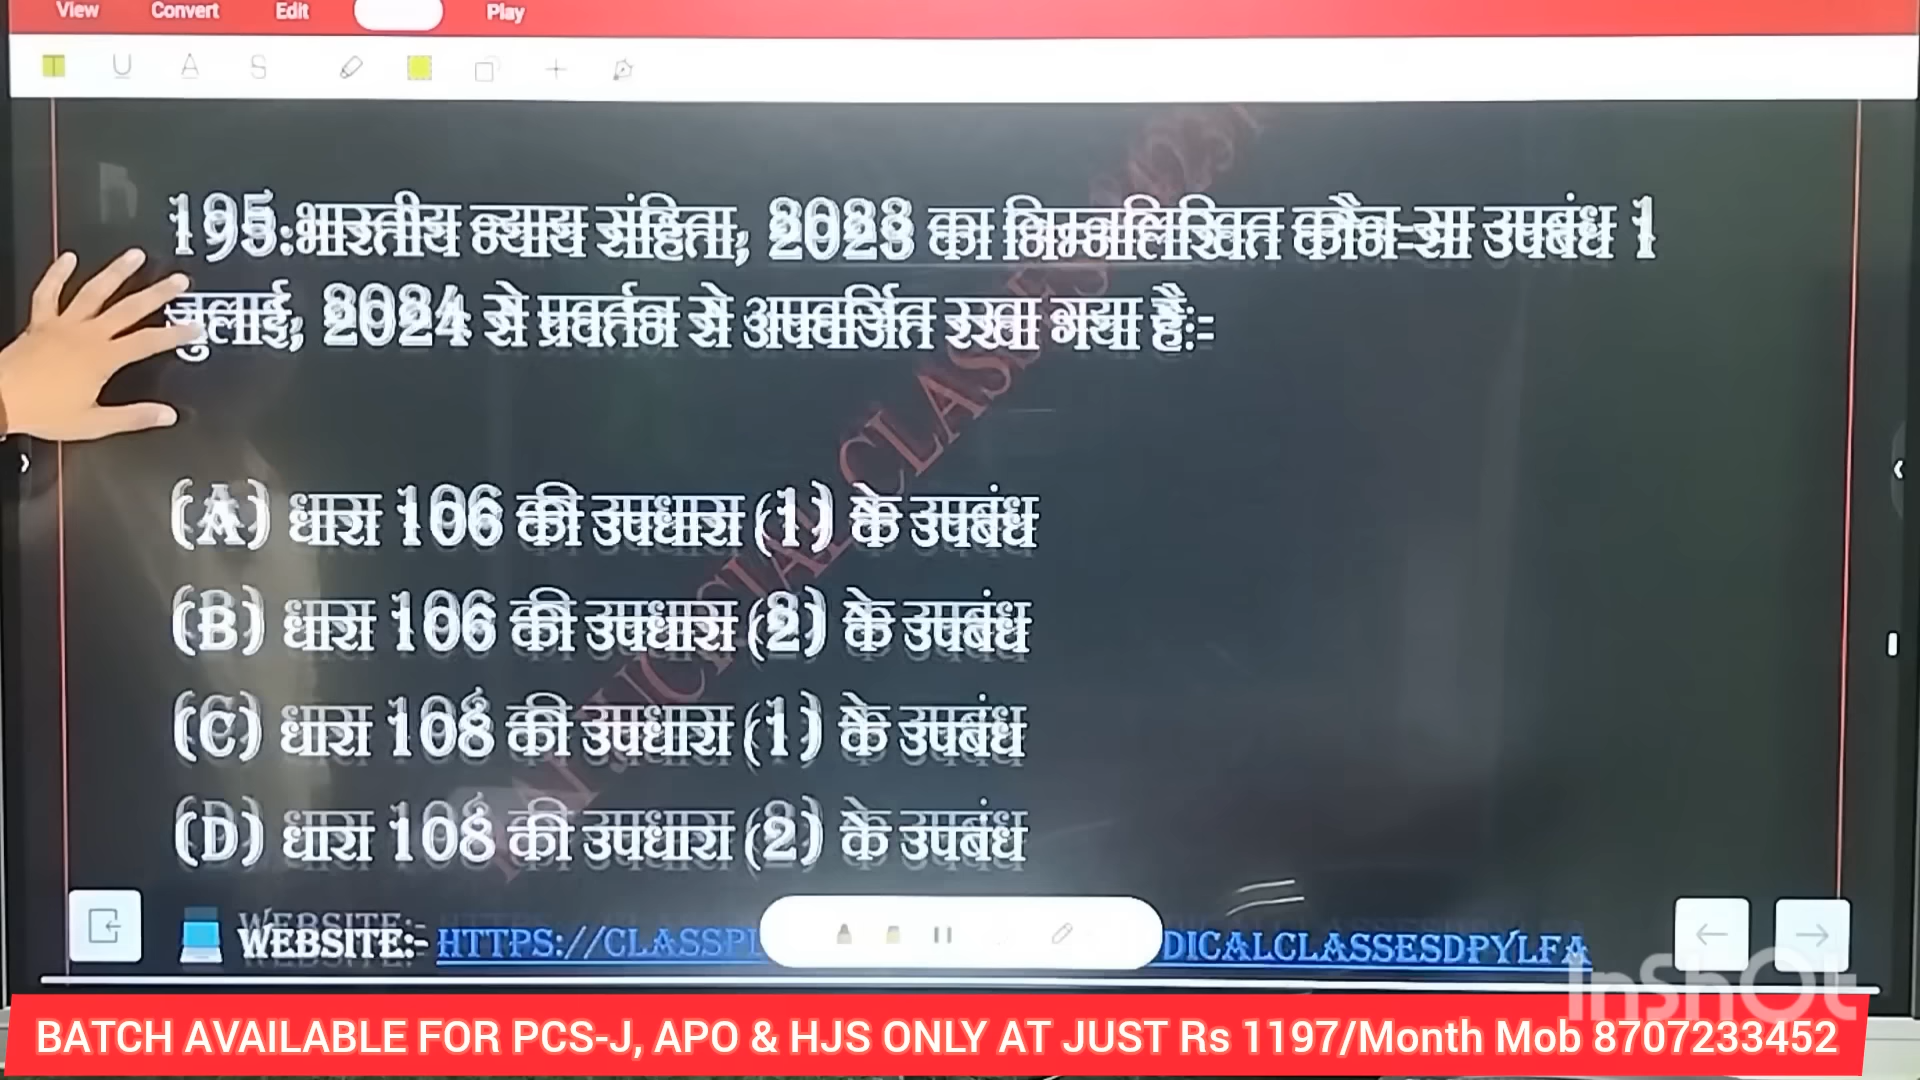 View Convert Edit Play
T U A S
195.भारतीय न्याय संहिता, 2023 का निम्नलिखित कौन-सा उपबंध 1
जुलाई, 2024 से प्रवर्तन से अपवर्जित रखा गया है:-
(A) धारा 106 की उपधारा (1) के उपबंध
(B) धारा 106 की उपधारा (2) के उपबंध
(C) धारा 108 की उपधारा (1) के उपबंध
(D) धारा 108 की उपधारा (2) के उपबंध
WEBSITE:- HTTPS://CLASSPL DICALCLASSESDPYLFA
InShOt
BATCH AVAILABLE FOR PCS-J, APO & HJS ONLY AT JUST Rs 1197/Month Mob 8707233452